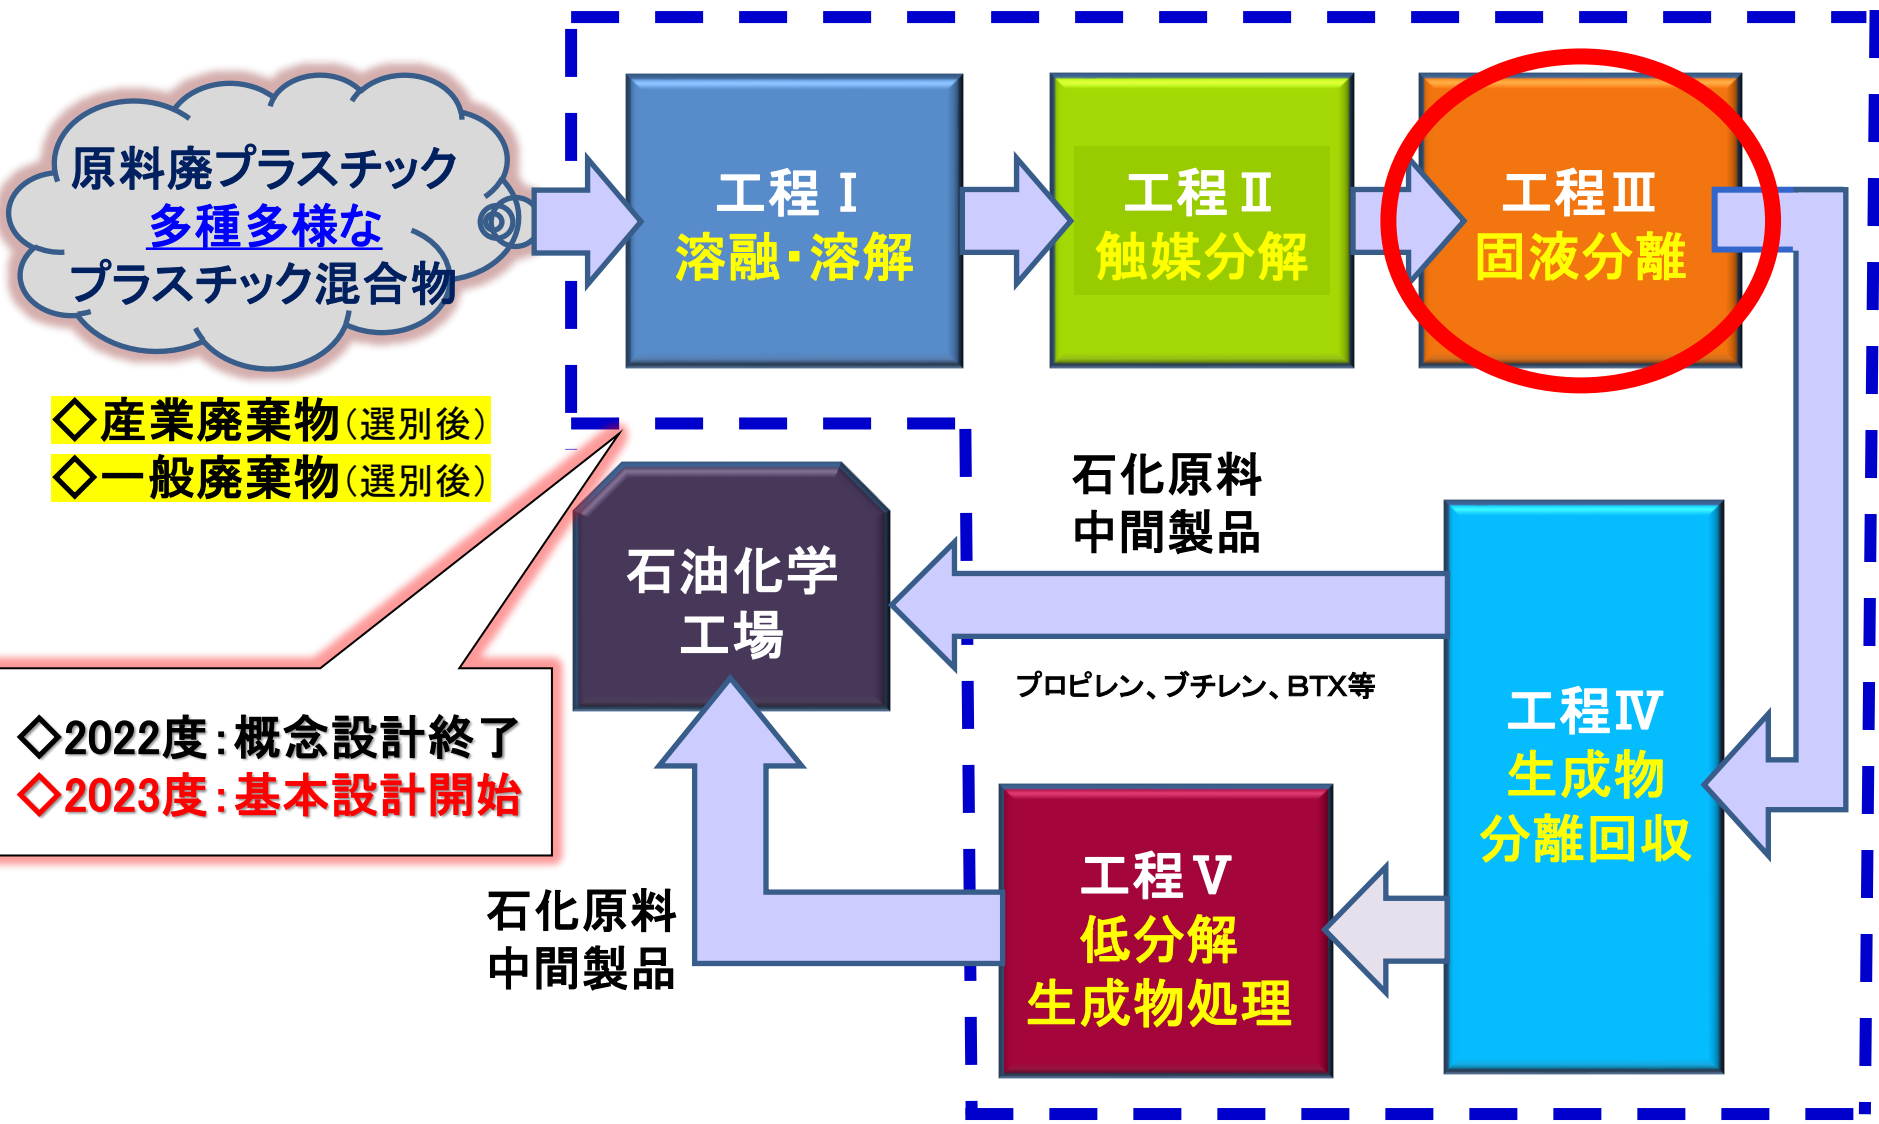 原料廃プラスチック
多種多様な
プラスチック混合物
◇産業廃棄物(選別後)
◇一般廃棄物(選別後)
工程Ⅰ
溶融・溶解
工程Ⅱ
触媒分解
工程Ⅲ
固液分離
石化原料
中間製品
プロピレン、ブチレン、BTX等
石油化学
工場
工程Ⅳ
生成物
分離回収
工程Ⅴ
低分解
生成物処理
石化原料
中間製品
◇2022度:概念設計終了
◇2023度:基本設計開始